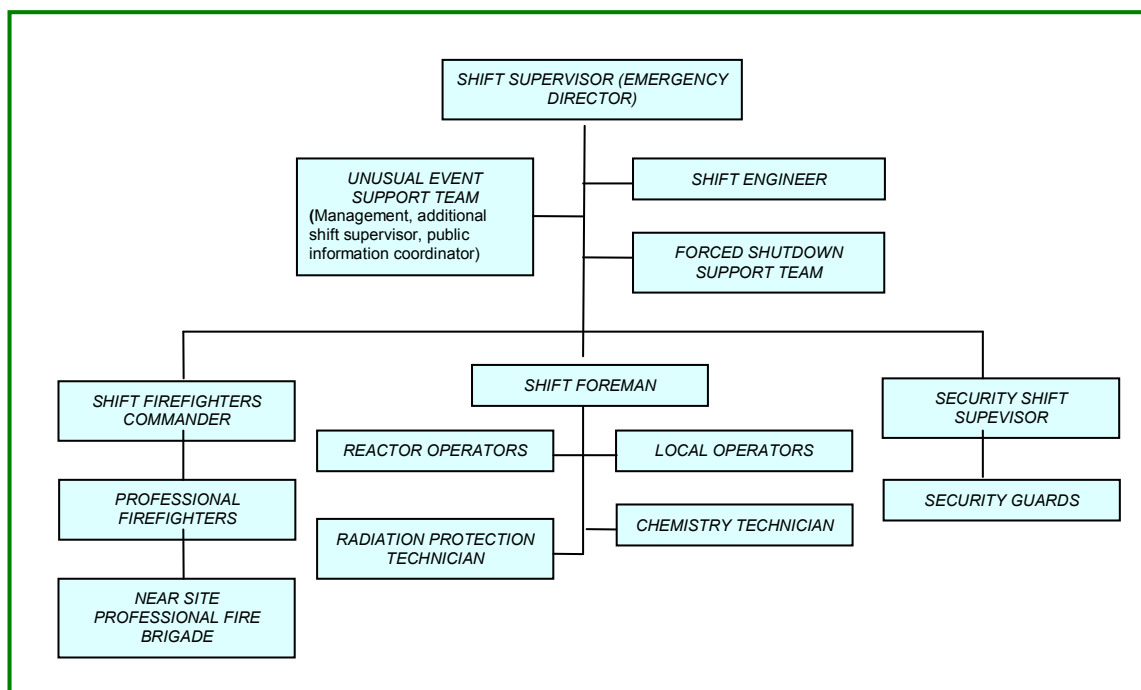 SHIFT SUPERVISOR (EMERGENCY
DIRECTOR)
UNUSUAL EVENT
SUPPORT TEAM
(Management, additional
shift supervisor, public
information coordinator)
SHIFT ENGINEER
FORCED SHUTDOWN
SUPPORT TEAM
SHIFT FIREFIGHTERS
COMMANDER
SHIFT FOREMAN
SECURITY SHIFT
SUPEVISOR
REACTOR OPERATORS
LOCAL OPERATORS
PROFESSIONAL
FIREFIGHTERS
SECURITY GUARDS
RADIATION PROTECTION
TECHNICIAN
CHEMISTRY TECHNICIAN
NEAR SITE
PROFESSIONAL FIRE
BRIGADE